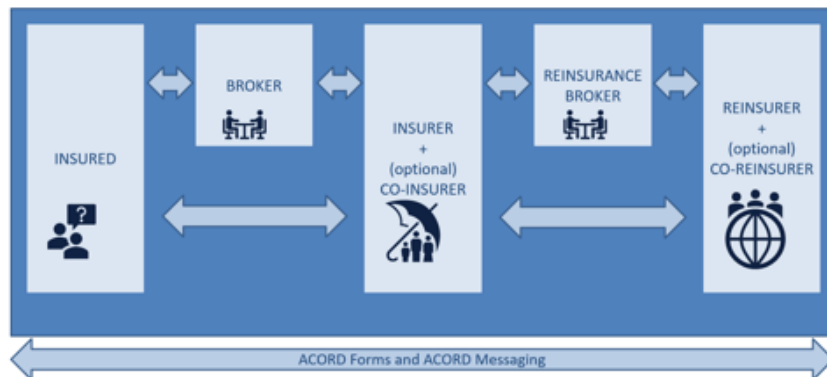 INSURED
?
BROKER
INSURER
+
(optional)
CO-INSURER
REINSURANCE
BROKER
REINSURER
+
(optional)
CO-REINSURER
ACORD Forms and ACORD Messaging